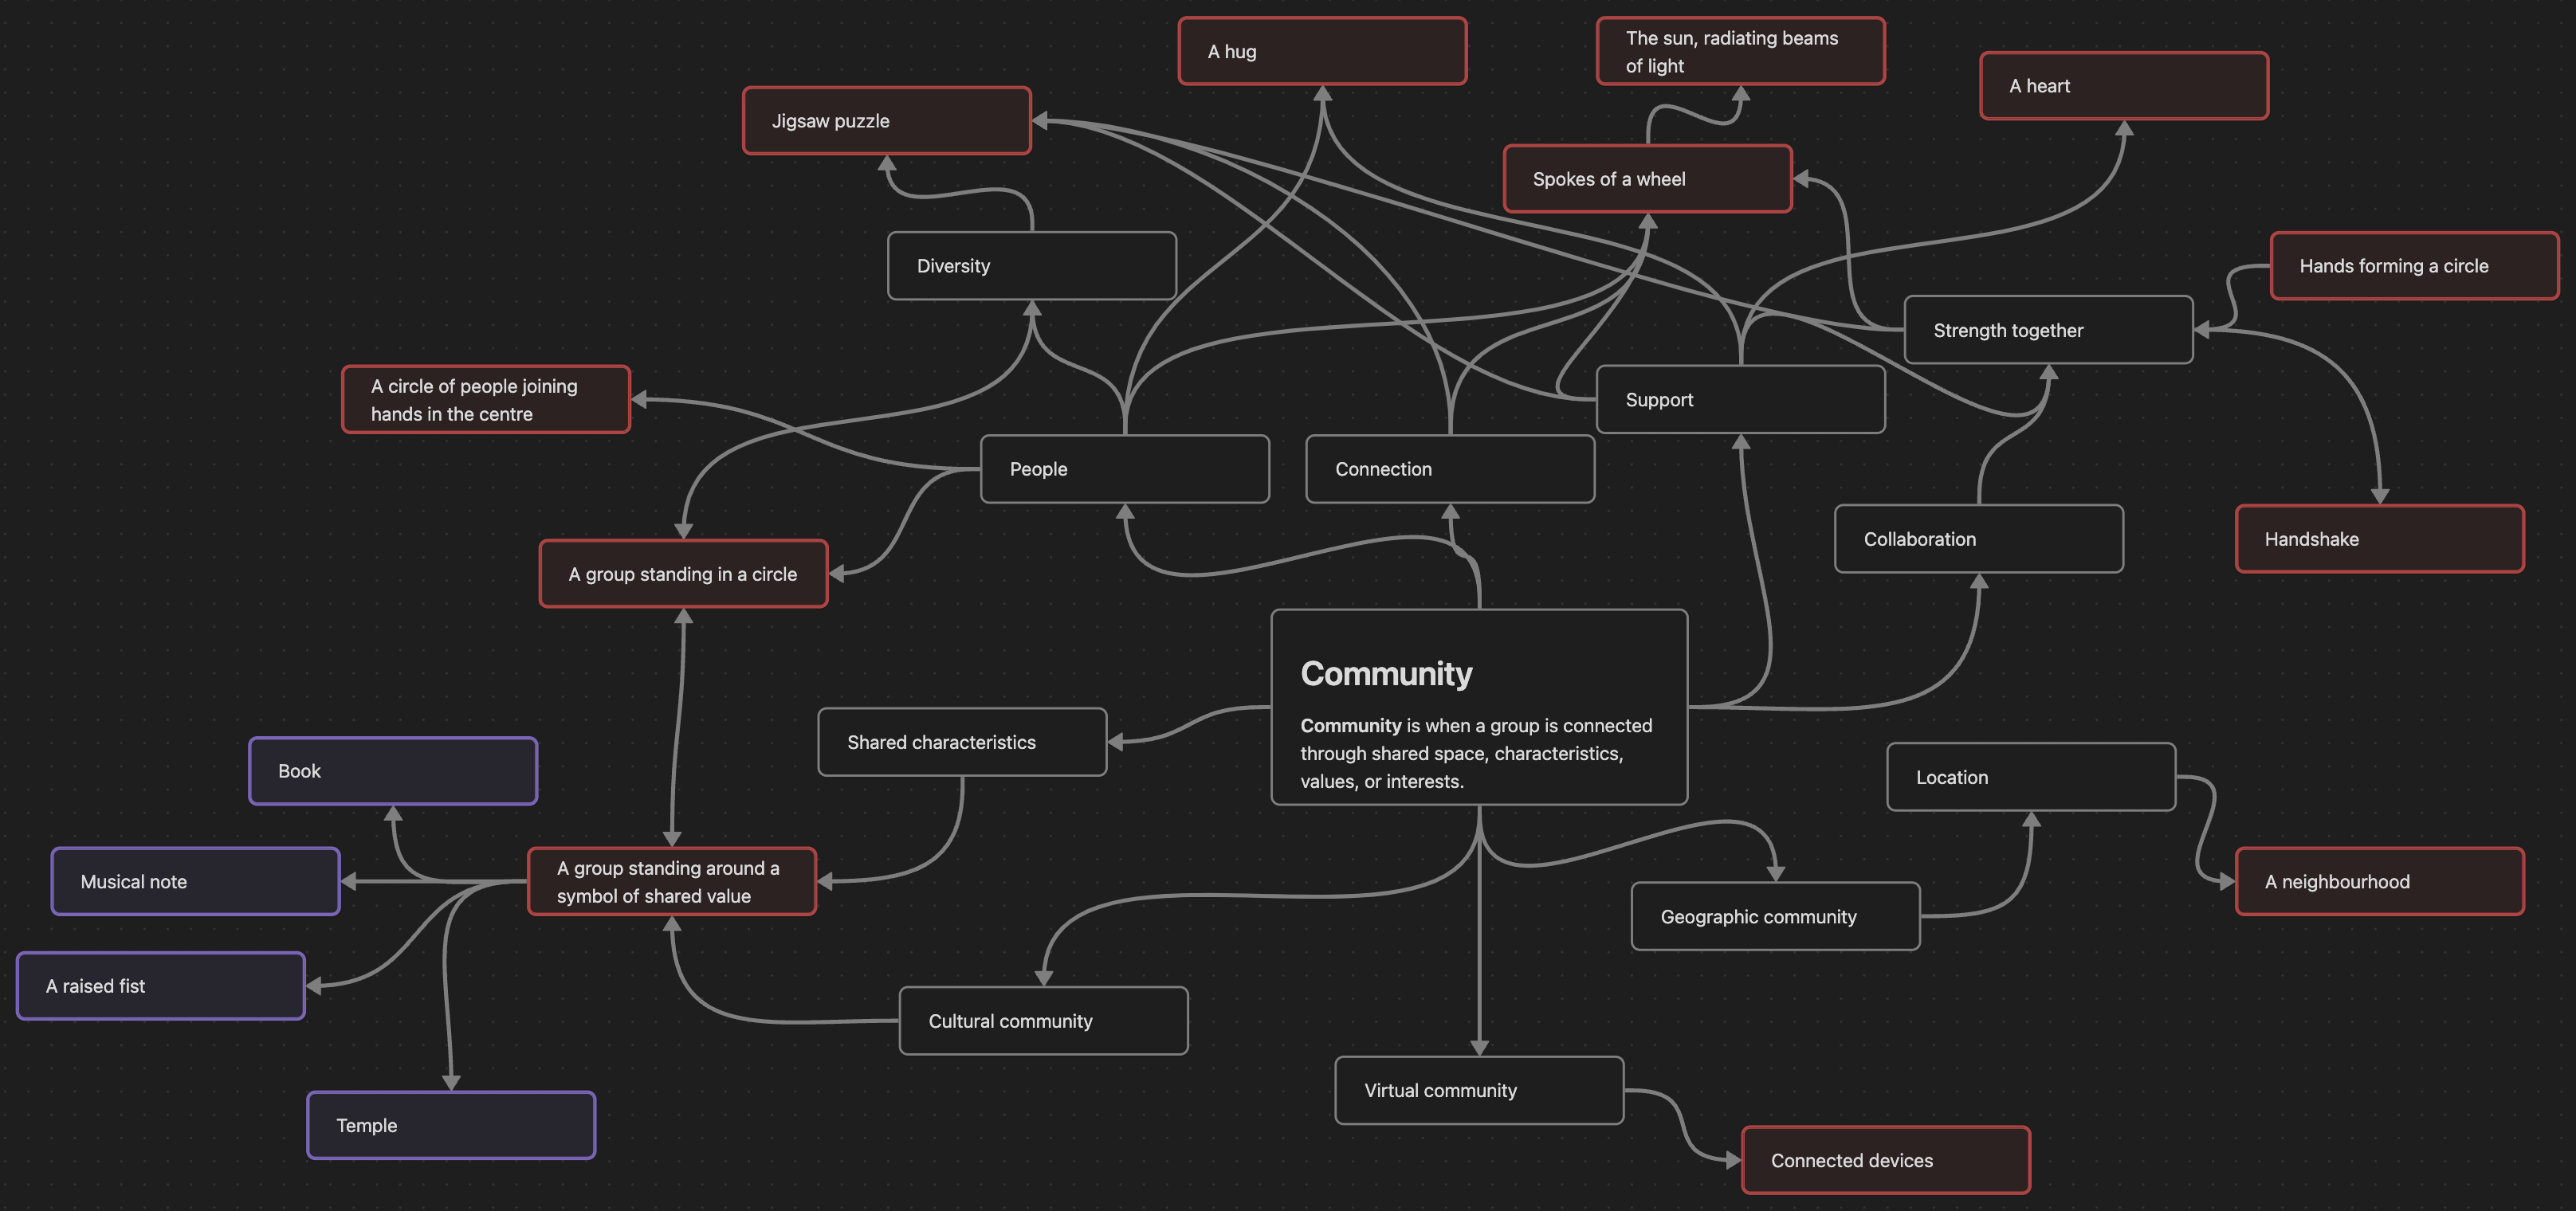 A hug
The sun, radiating beams
of light
A heart
Jigsaw puzzle
Spokes of a wheel
Diversity
Hands forming a circle
Strength together
A circle of people joining
hands in the centre
Support
People
Connection
Collaboration
Handshake
A group standing in a circle
Community
Community is when a group is connected
through shared space, characteristics,
values, or interests.
Shared characteristics
Book
Location
Musical note
A group standing around a
symbol of shared value
A neighbourhood
Geographic community
A raised fist
Cultural community
Virtual community
Temple
Connected devices